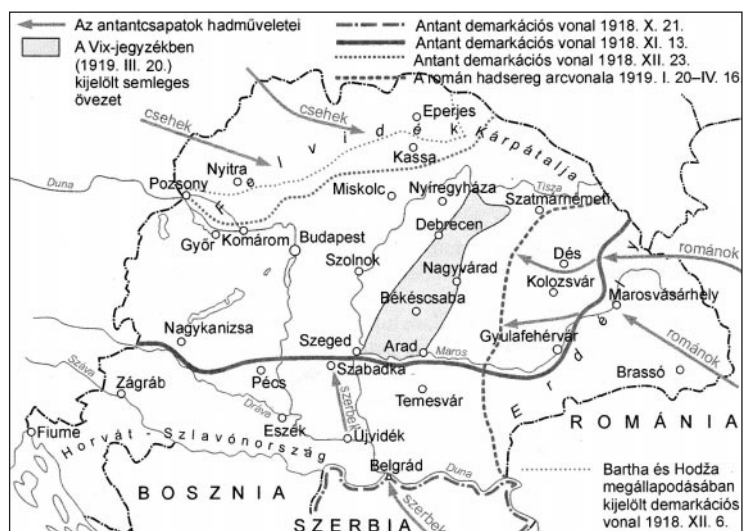 Az antantcsapatok hadműveletei
A Vix-jegyzékben
(1919. III. 20.)
kijelölt semleges
övezet
Antant demarkációs vonal 1918. X. 21.
Antant demarkációs vonal 1918. XI. 13.
Antant demarkációs vonal 1918. XII. 23.
A román hadsereg arcvonala 1919. I. 20–IV. 16.
csehek
csehek
Eperjes
Felvidék
Kárpátalja
Kassa
Nyitra
Duna
Pozsony
Miskolc
Nyíregyháza
Tisza
Szatmárnémeti
Győr
Komárom
Budapest
Debrecen
Szolnok
Dés
románok
Nagyvárad
Kolozsvár
Marosvásárhely
Békéscsaba
Nagykanizsa
Szeged
Arad
Maros
Gyulafehérvár
románok
Száva
Zágráb
Pécs
Szabadka
Temesvár
Brassó
Erdély
Dráva
szerbek
ROMÁNIA
Fiume
Eszék
Újvidék
Horvát-Szlavónország
Belgrád
Duna
BOSZNIA
SZERBIA
szerbek
Bartha és Hodža
megállapodásában
kijelölt demarkációs
vonal 1918. XII. 6.